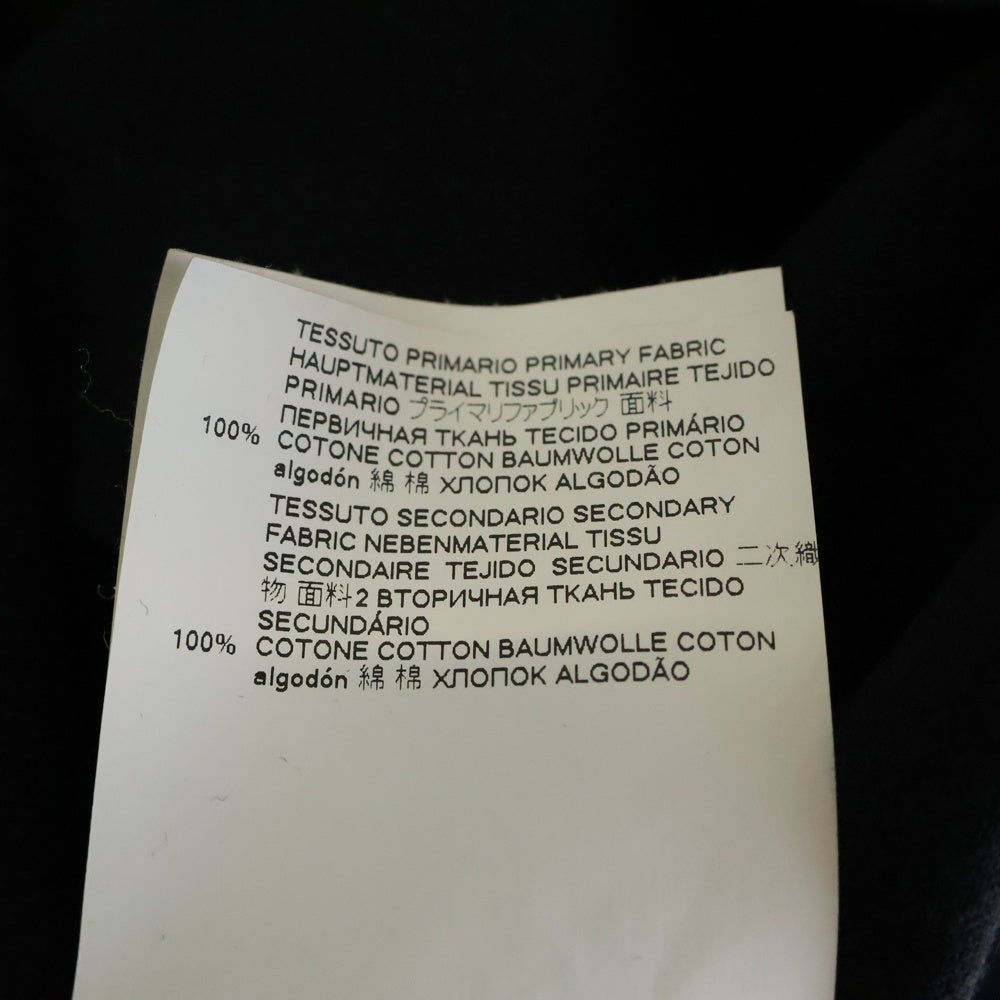 TESSUTO PRIMARIO PRIMARY FABRIC
HAUPTMATERIAL TISSU PRIMAIRE TEJIDO
PRIMARIO プライマリファブリック 面料
ПЕРВИЧНАЯ ТКАНЬ TECIDO PRIMÁRIO
100% COTONE COTTON BAUMWOLLE COTON
algodón 綿 棉 ХЛОПОК ALGODÃO
TESSUTO SECONDARIO SECONDARY
FABRIC NEBENMATERIAL TISSU
SECONDAIRE TEJIDO SECUNDARIO 二次織
物 面料2 ВТОРИЧНАЯ ТКАНЬ TECIDO
SECUNDÁRIO
100% COTONE COTTON BAUMWOLLE COTON
algodón 綿 棉 ХЛОПОК ALGODÃO